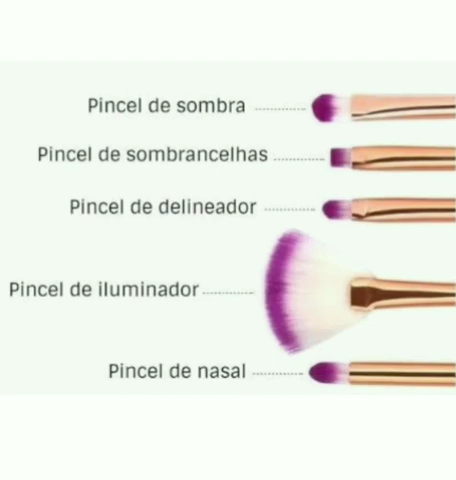 Pincel de sombra
Pincel de sombrancelhas
Pincel de delineador
Pincel de iluminador
Pincel de nasal